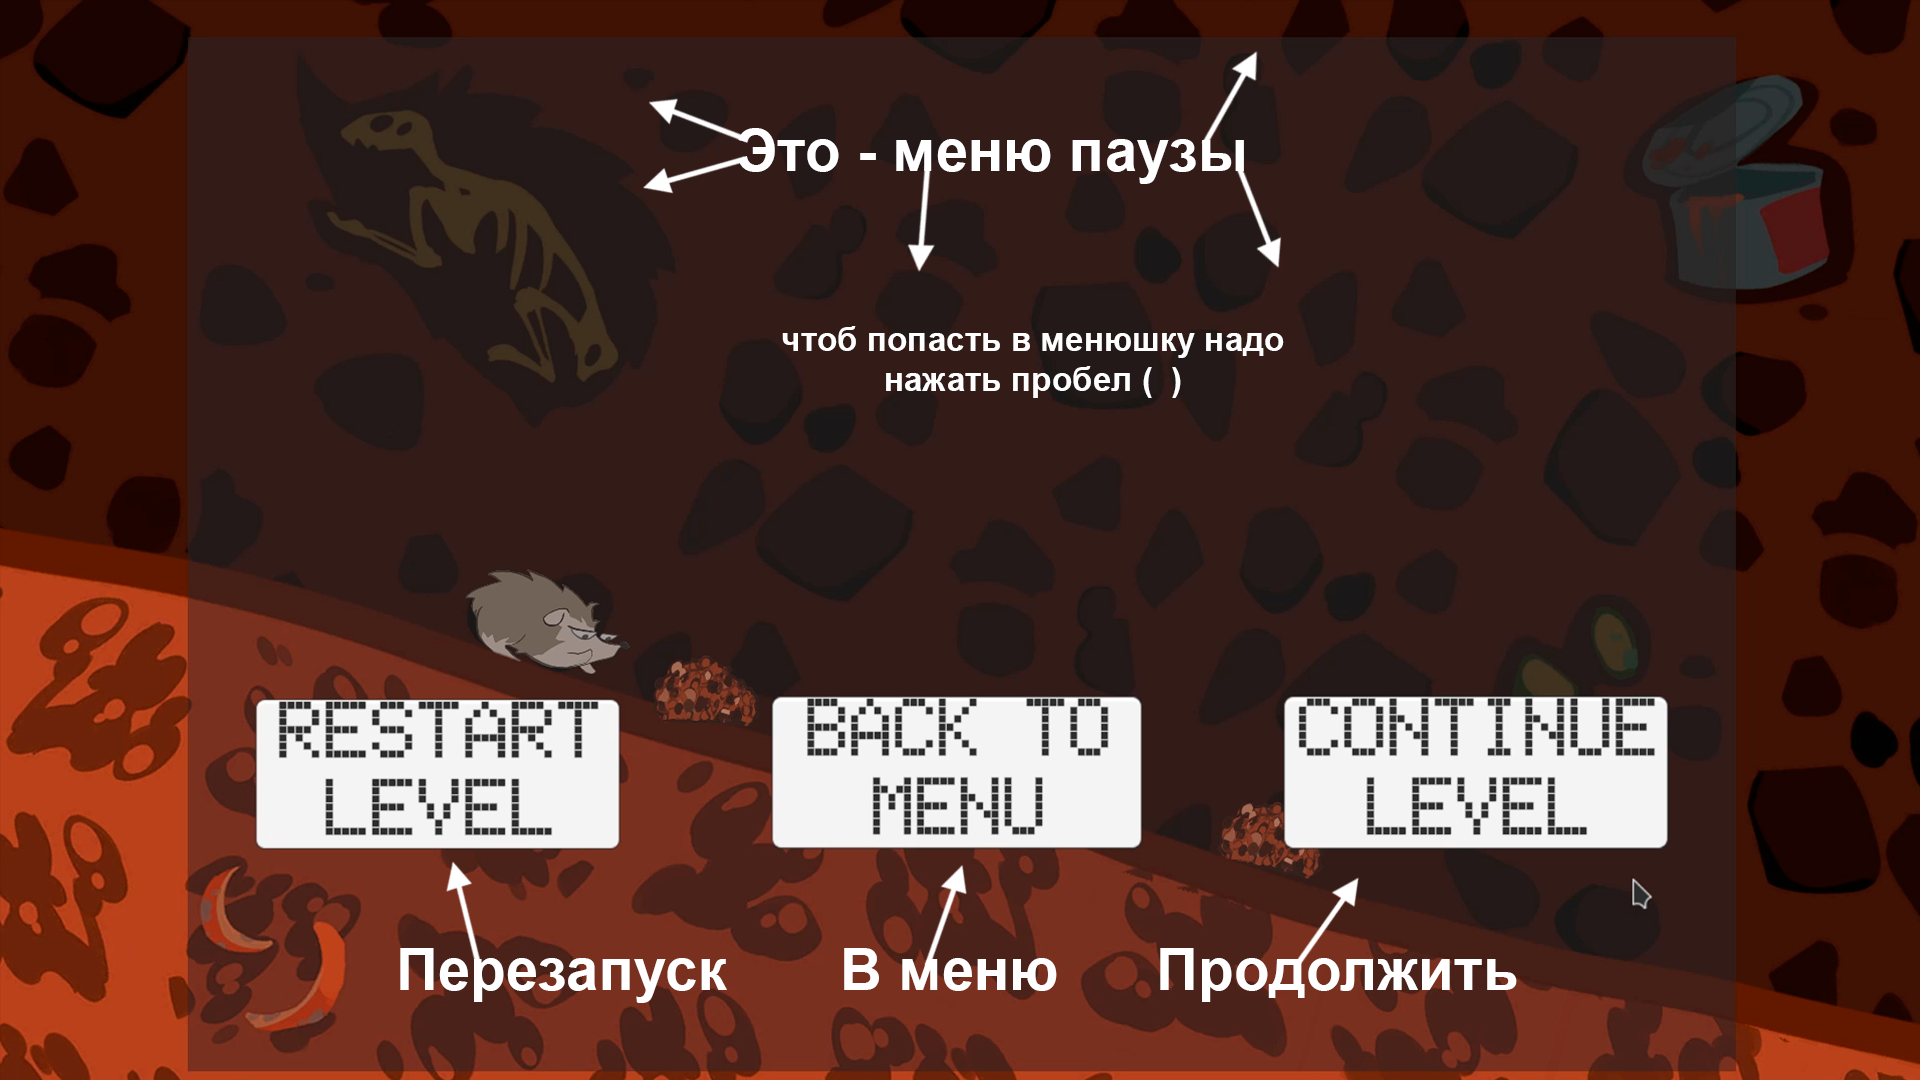 Это - меню паузы
чтоб попасть в менюшку надо
нажать пробел (  )
RESTART
LEVEL
BACK TO
MENU
CONTINUE
LEVEL
Перезапуск
В меню
Продолжить